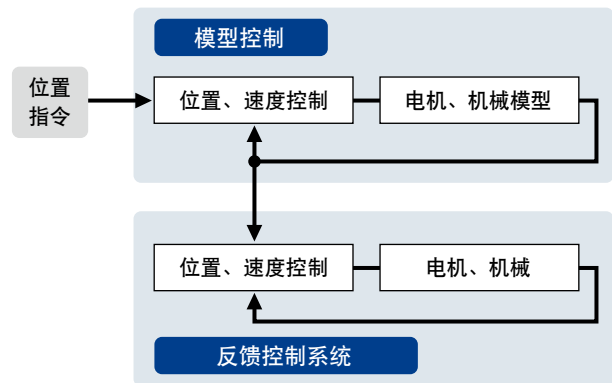 模型控制
位置
指令
位置、速度控制
电机、机械模型
位置、速度控制
电机、机械
反馈控制系统